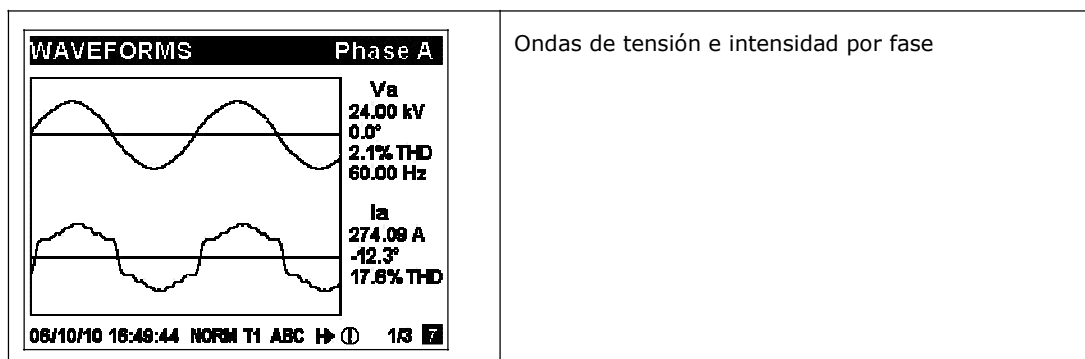 WAVEFORMS Phase A
Va
24.00 kV
0.0°
2.1% THD
60.00 Hz
Ia
274.09 A
-12.3°
17.6% THD
06/10/10 16:49:44 NORM T1 ABC 1/3 7
Ondas de tensión e intensidad por fase